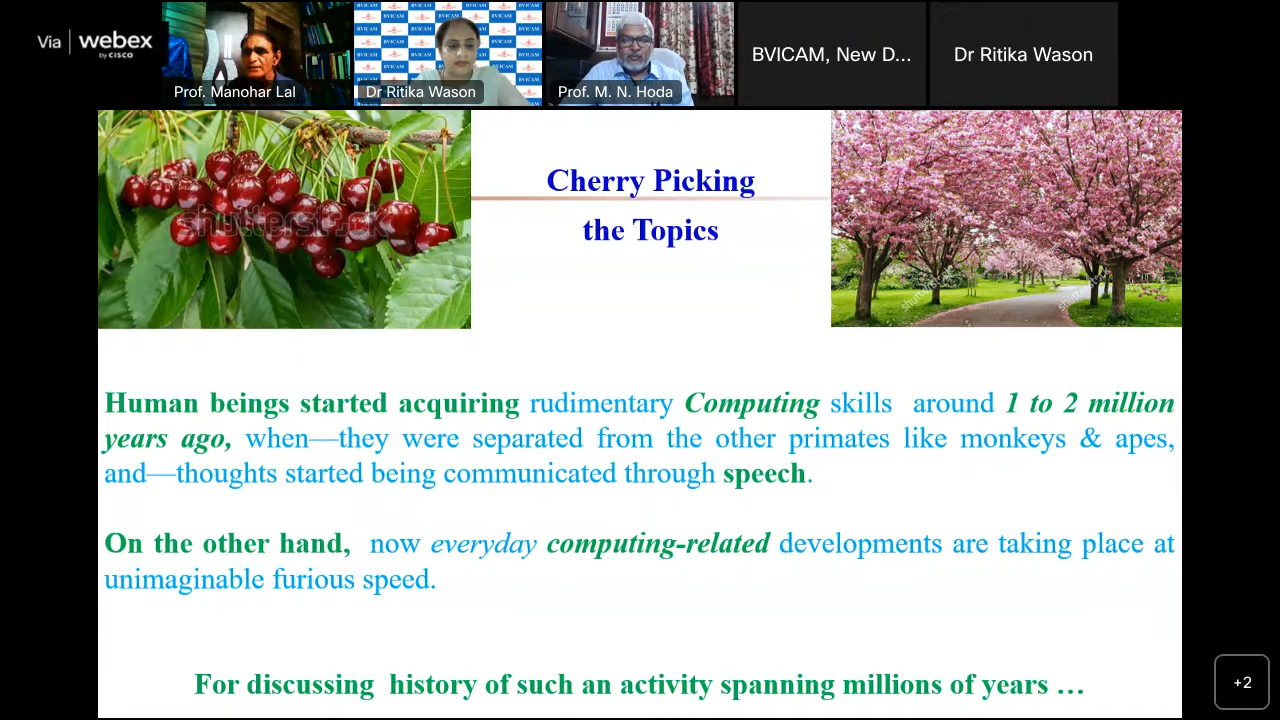 Via webex
by CISCO
Prof. Manohar Lal
BVICAM
Dr Ritika Wason
Prof. M. N. Hoda
BVICAM, New D...
Dr Ritika Wason
shutterstock
Cherry Picking
the Topics
Human beings started acquiring rudimentary Computing skills around 1 to 2 million
years ago, when—they were separated from the other primates like monkeys & apes,
and—thoughts started being communicated through speech.
On the other hand, now everyday computing-related developments are taking place at
unimaginable furious speed.
For discussing history of such an activity spanning millions of years …
+2